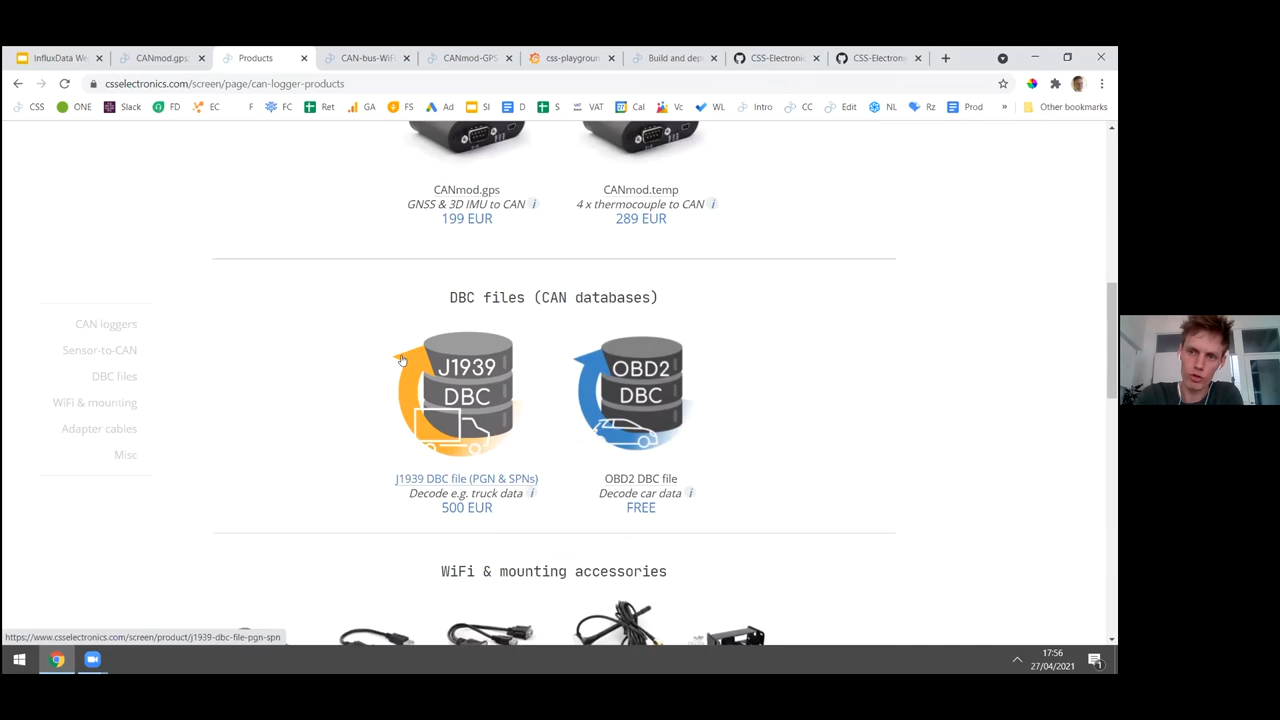 InfluxData We
CANmod.gps:
Products
CAN-bus-WiFi
CANmod-GPS
css-playgroun
Build and dep
CSS-Electronic
CSS-Electron
csselectronics.com/screen/page/can-logger-products
CSS
ONE
Slack
FD
EC
F
FC
Ret
GA
FS
Ad
SI
D
S
VAT
Cal
Vc
WL
Intro
CC
Edit
NL
Rz
Prod
»
Other bookmarks
CANmod.gps
GNSS & 3D IMU to CAN i
199 EUR
CANmod.temp
4 x thermocouple to CAN i
289 EUR
DBC files (CAN databases)
CAN loggers
Sensor-to-CAN
DBC files
WiFi & mounting
Adapter cables
Misc
J1939
DBC
OBD2
DBC
J1939 DBC file (PGN & SPNs)
Decode e.g. truck data i
500 EUR
OBD2 DBC file
Decode car data i
FREE
WiFi & mounting accessories
https://www.csselectronics.com/screen/product/j1939-dbc-file-pgn-spn
17:56
27/04/2021
1